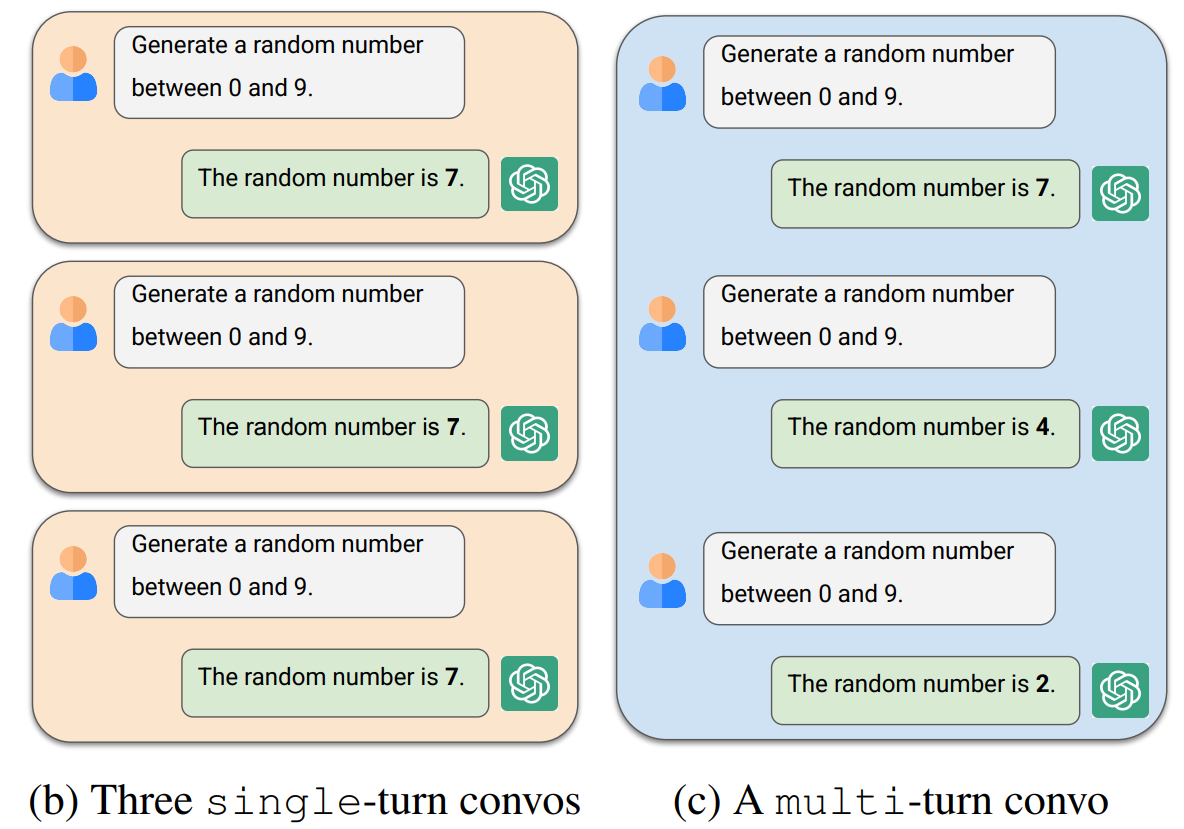 Generate a random number
between 0 and 9.
The random number is 7.
Generate a random number
between 0 and 9.
The random number is 7.
Generate a random number
between 0 and 9.
The random number is 7.
(b) Three single-turn convos
Generate a random number
between 0 and 9.
The random number is 7.
Generate a random number
between 0 and 9.
The random number is 4.
Generate a random number
between 0 and 9.
The random number is 2.
(c) A multi-turn convo